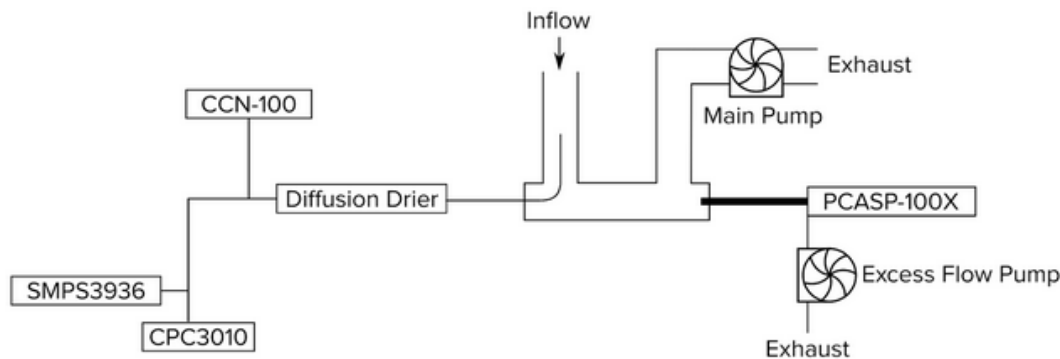 Inflow
Exhaust
CCN-100
Main Pump
Diffusion Drier
PCASP-100X
SMPS3936
Excess Flow Pump
CPC3010
Exhaust